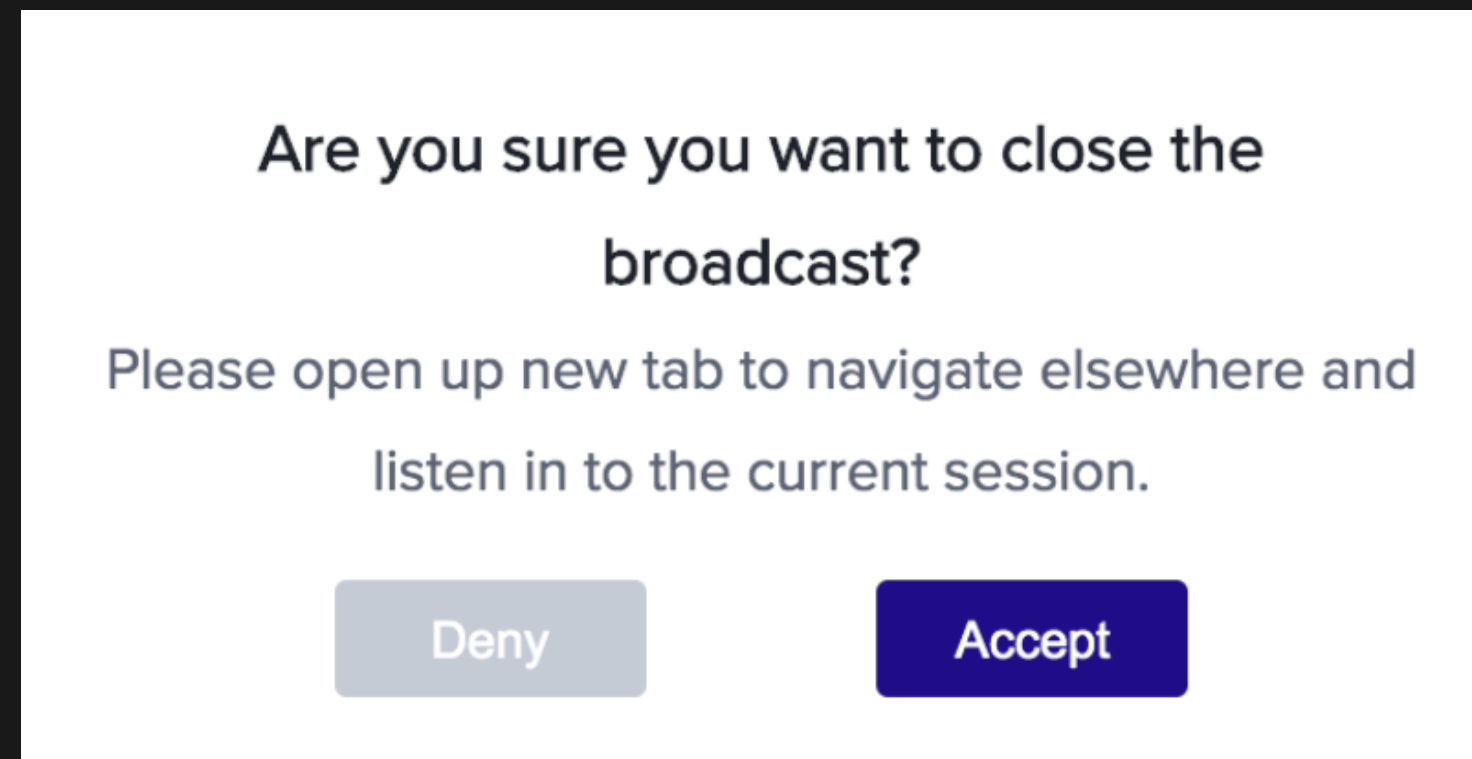 Are you sure you want to close the
broadcast?
Please open up new tab to navigate elsewhere and
listen in to the current session.
Deny
Accept